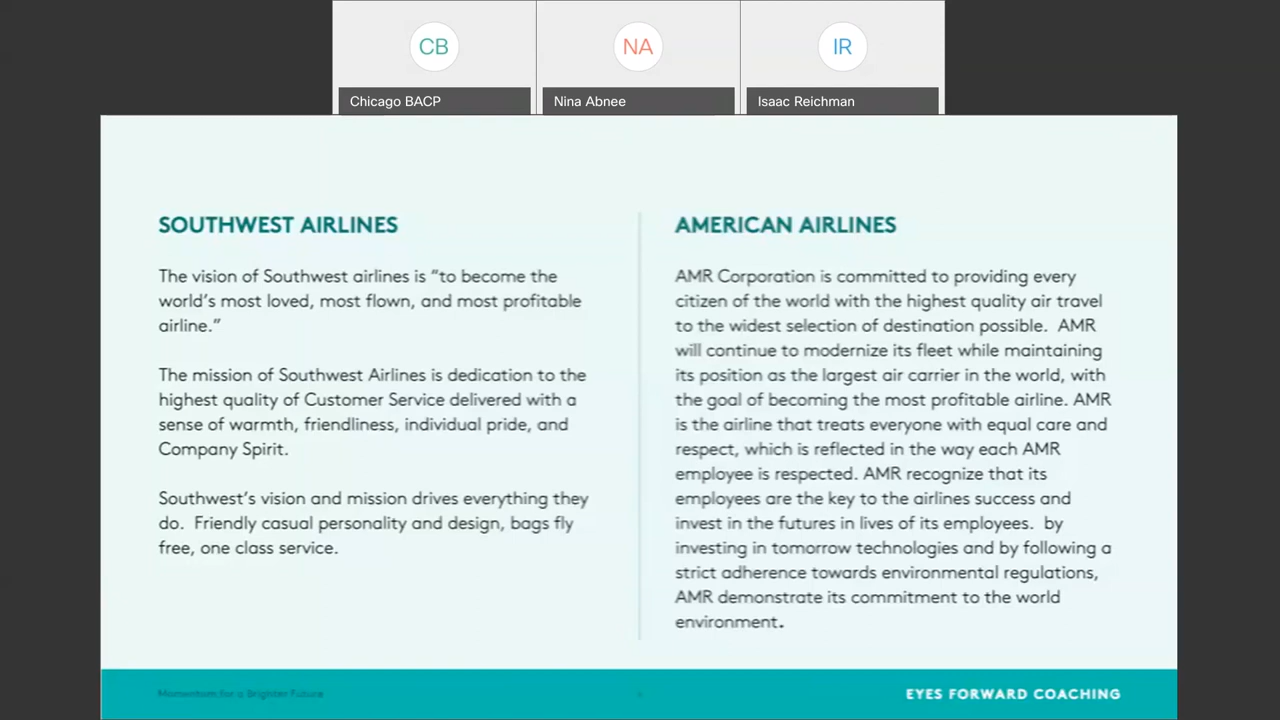 CB
NA
IR
Chicago BACP
Nina Abnee
Isaac Reichman
SOUTHWEST AIRLINES
The vision of Southwest airlines is “to become the
world’s most loved, most flown, and most profitable
airline.”
The mission of Southwest Airlines is dedication to the
highest quality of Customer Service delivered with a
sense of warmth, friendliness, individual pride, and
Company Spirit.
Southwest’s vision and mission drives everything they
do.  Friendly casual personality and design, bags fly
free, one class service.
AMERICAN AIRLINES
AMR Corporation is committed to providing every
citizen of the world with the highest quality air travel
to the widest selection of destination possible.  AMR
will continue to modernize its fleet while maintaining
its position as the largest air carrier in the world, with
the goal of becoming the most profitable airline. AMR
is the airline that treats everyone with equal care and
respect, which is reflected in the way each AMR
employee is respected. AMR recognize that its
employees are the key to the airlines success and
invest in the futures in lives of its employees.  by
investing in tomorrow technologies and by following a
strict adherence towards environmental regulations,
AMR demonstrate its commitment to the world
environment.
Momentum for a Brighter Future
EYES FORWARD COACHING